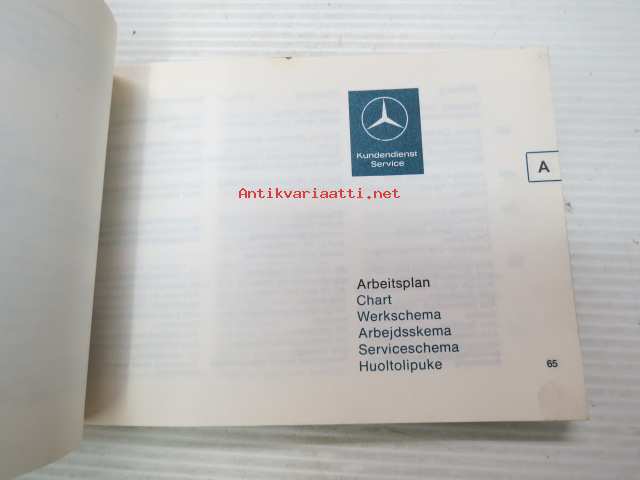 Kundendienst
Service
A
Antikvariaatti.net
Arbeitsplan
Chart
Werkschema
Arbejdsskema
Serviceschema
Huoltolipuke
65